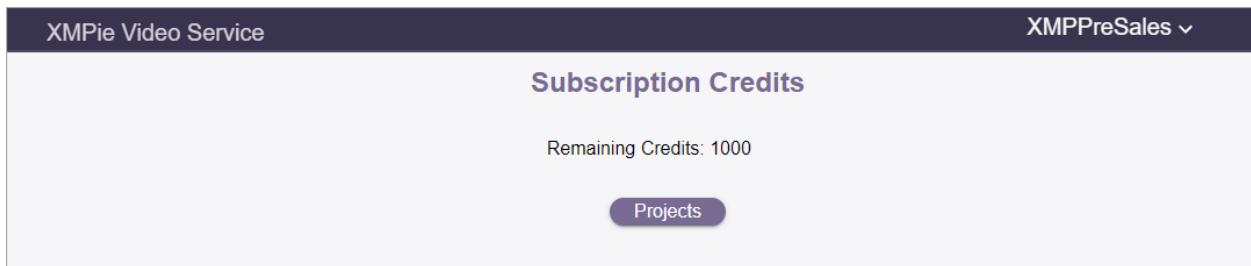 XMPie Video Service
XMPPreSales
Subscription Credits
Remaining Credits: 1000
Projects